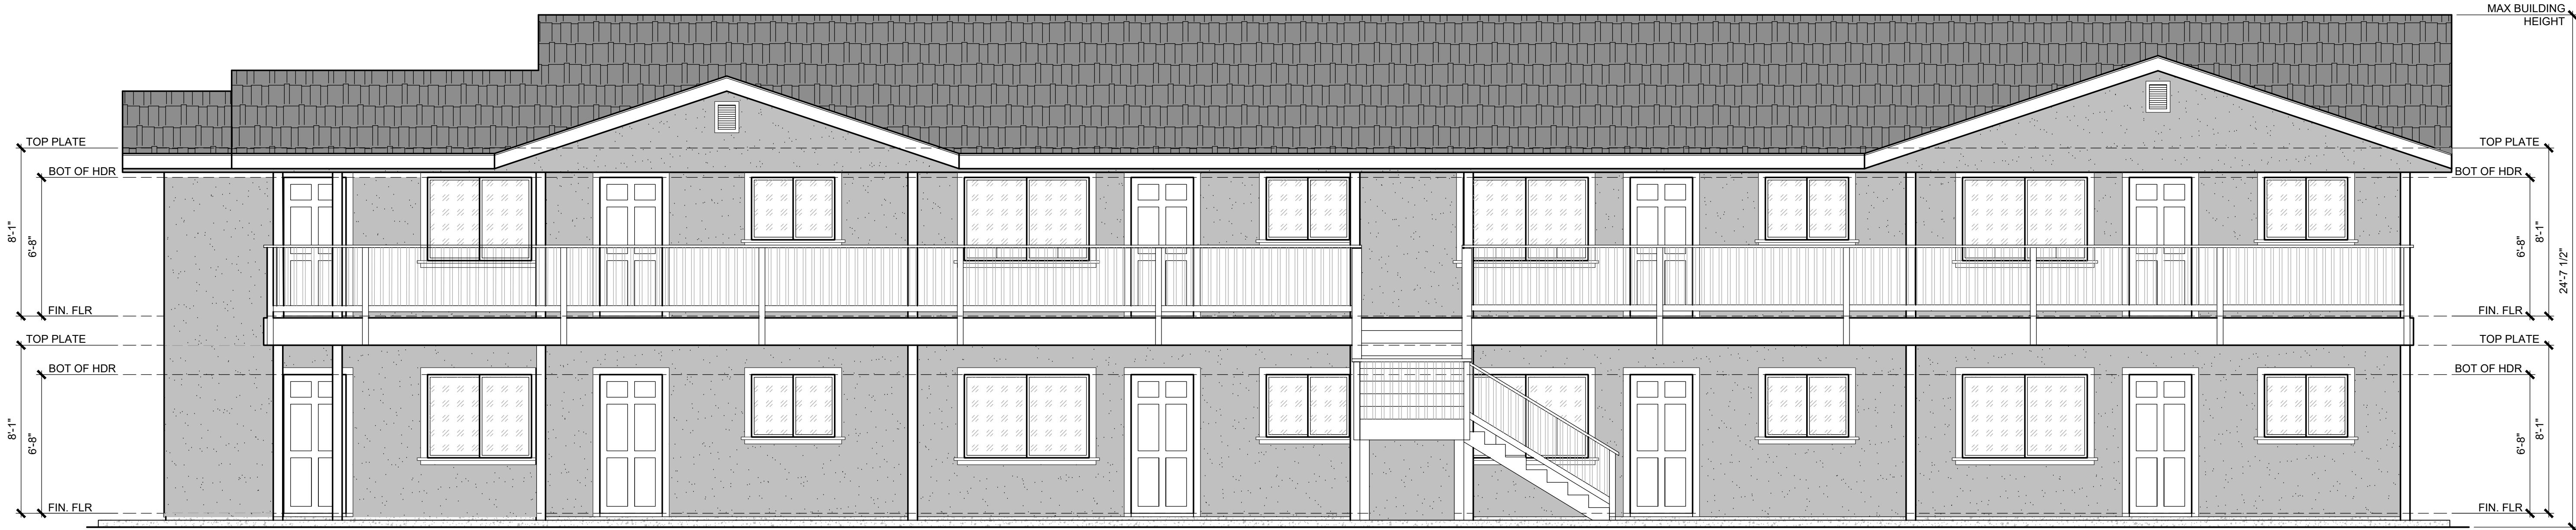 MAX BUILDING
HEIGHT
TOP PLATE
TOP PLATE
BOT OF HDR
BOT OF HDR
8'-1"
6'-8"
6'-8"
8'-1"
24'-7 1/2"
FIN. FLR
FIN. FLR
TOP PLATE
TOP PLATE
BOT OF HDR
BOT OF HDR
8'-1"
6'-8"
6'-8"
8'-1"
FIN. FLR
FIN. FLR